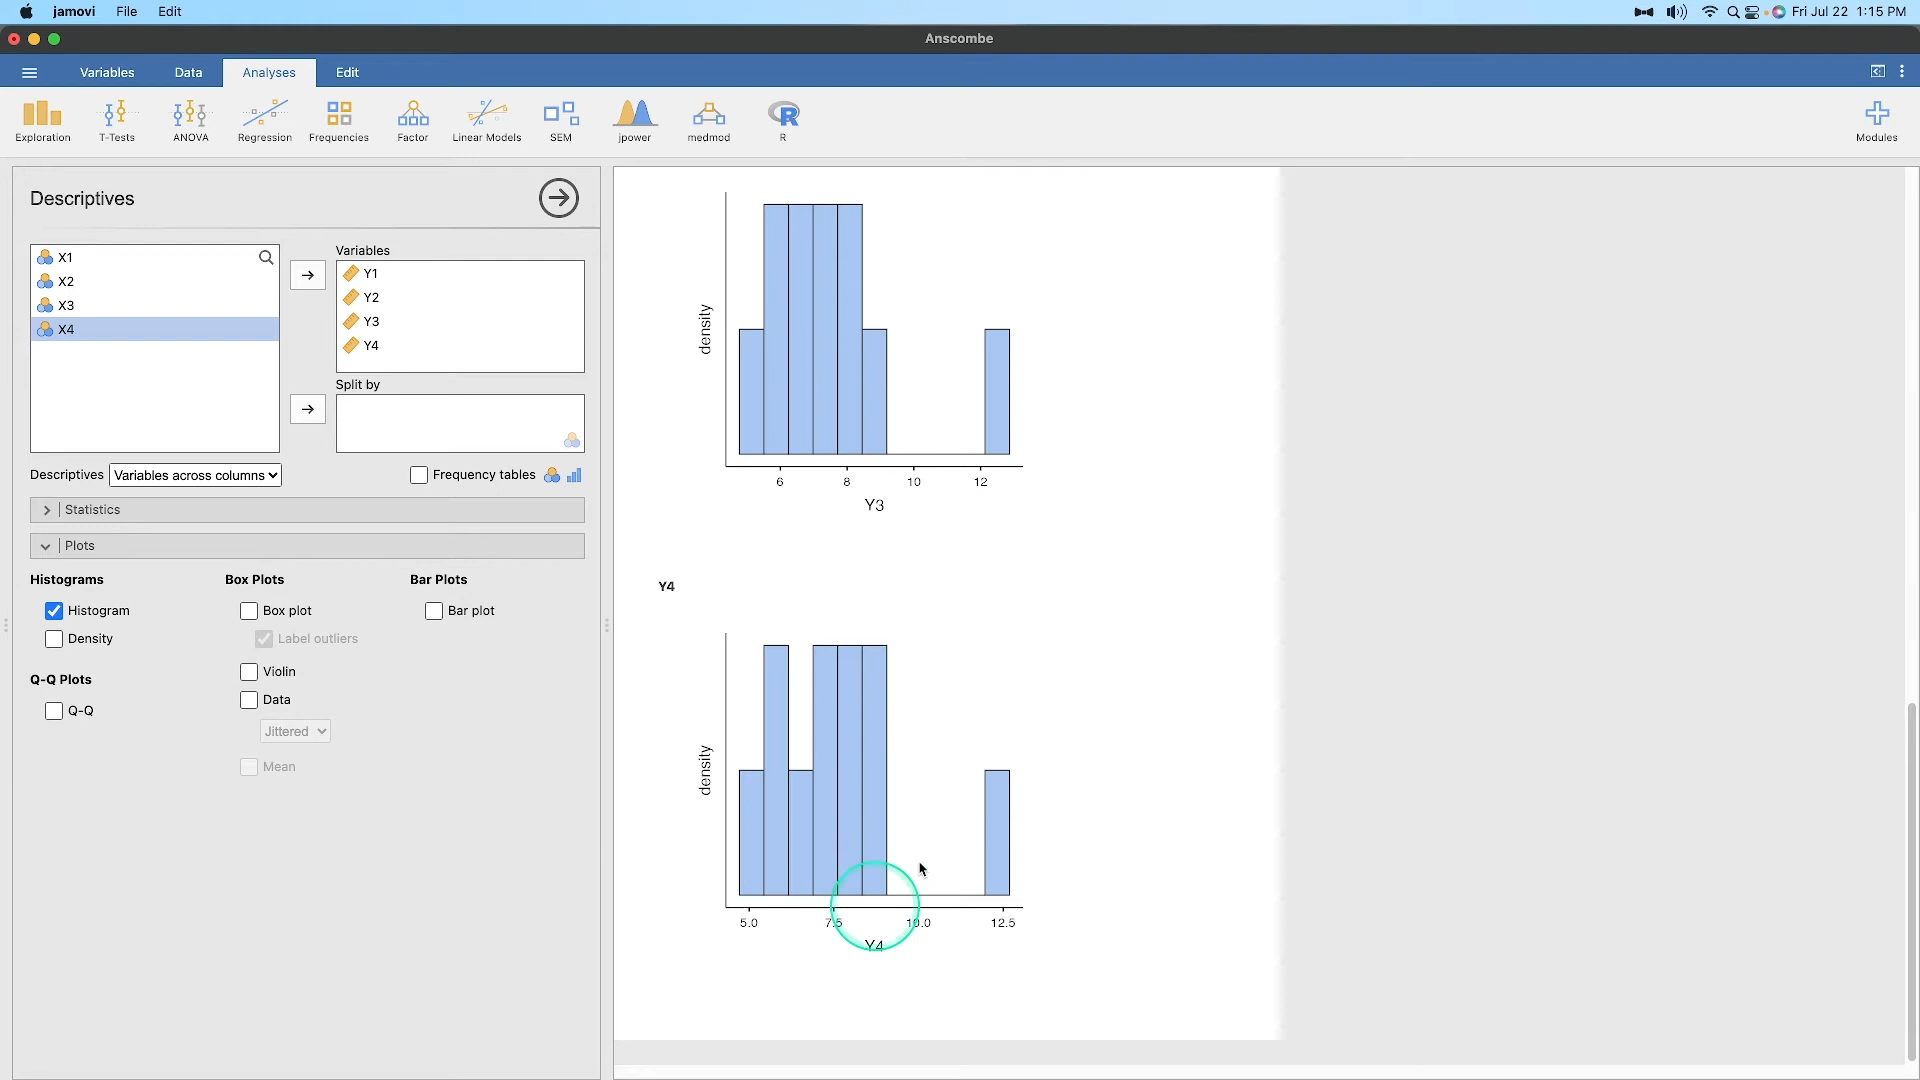 jamovi File Edit Fri Jul 22 1:15 PM
Anscombe
Variables Data Analyses Edit
Exploration T-Tests ANOVA Regression Frequencies Factor Linear Models SEM jpower medmod R Modules
Descriptives
X1
X2
X3
X4
Variables
Y1
Y2
Y3
Y4
Split by
Descriptives Variables across columns Frequency tables
Statistics
Plots
Histograms Box Plots Bar Plots
Histogram Box plot Bar plot
Density Label outliers
Q-Q Plots Violin
Q-Q Data
Jittered
Mean
density
6 8 10 12
Y3
Y4
density
5.0 7.5 10.0 12.5
Y4